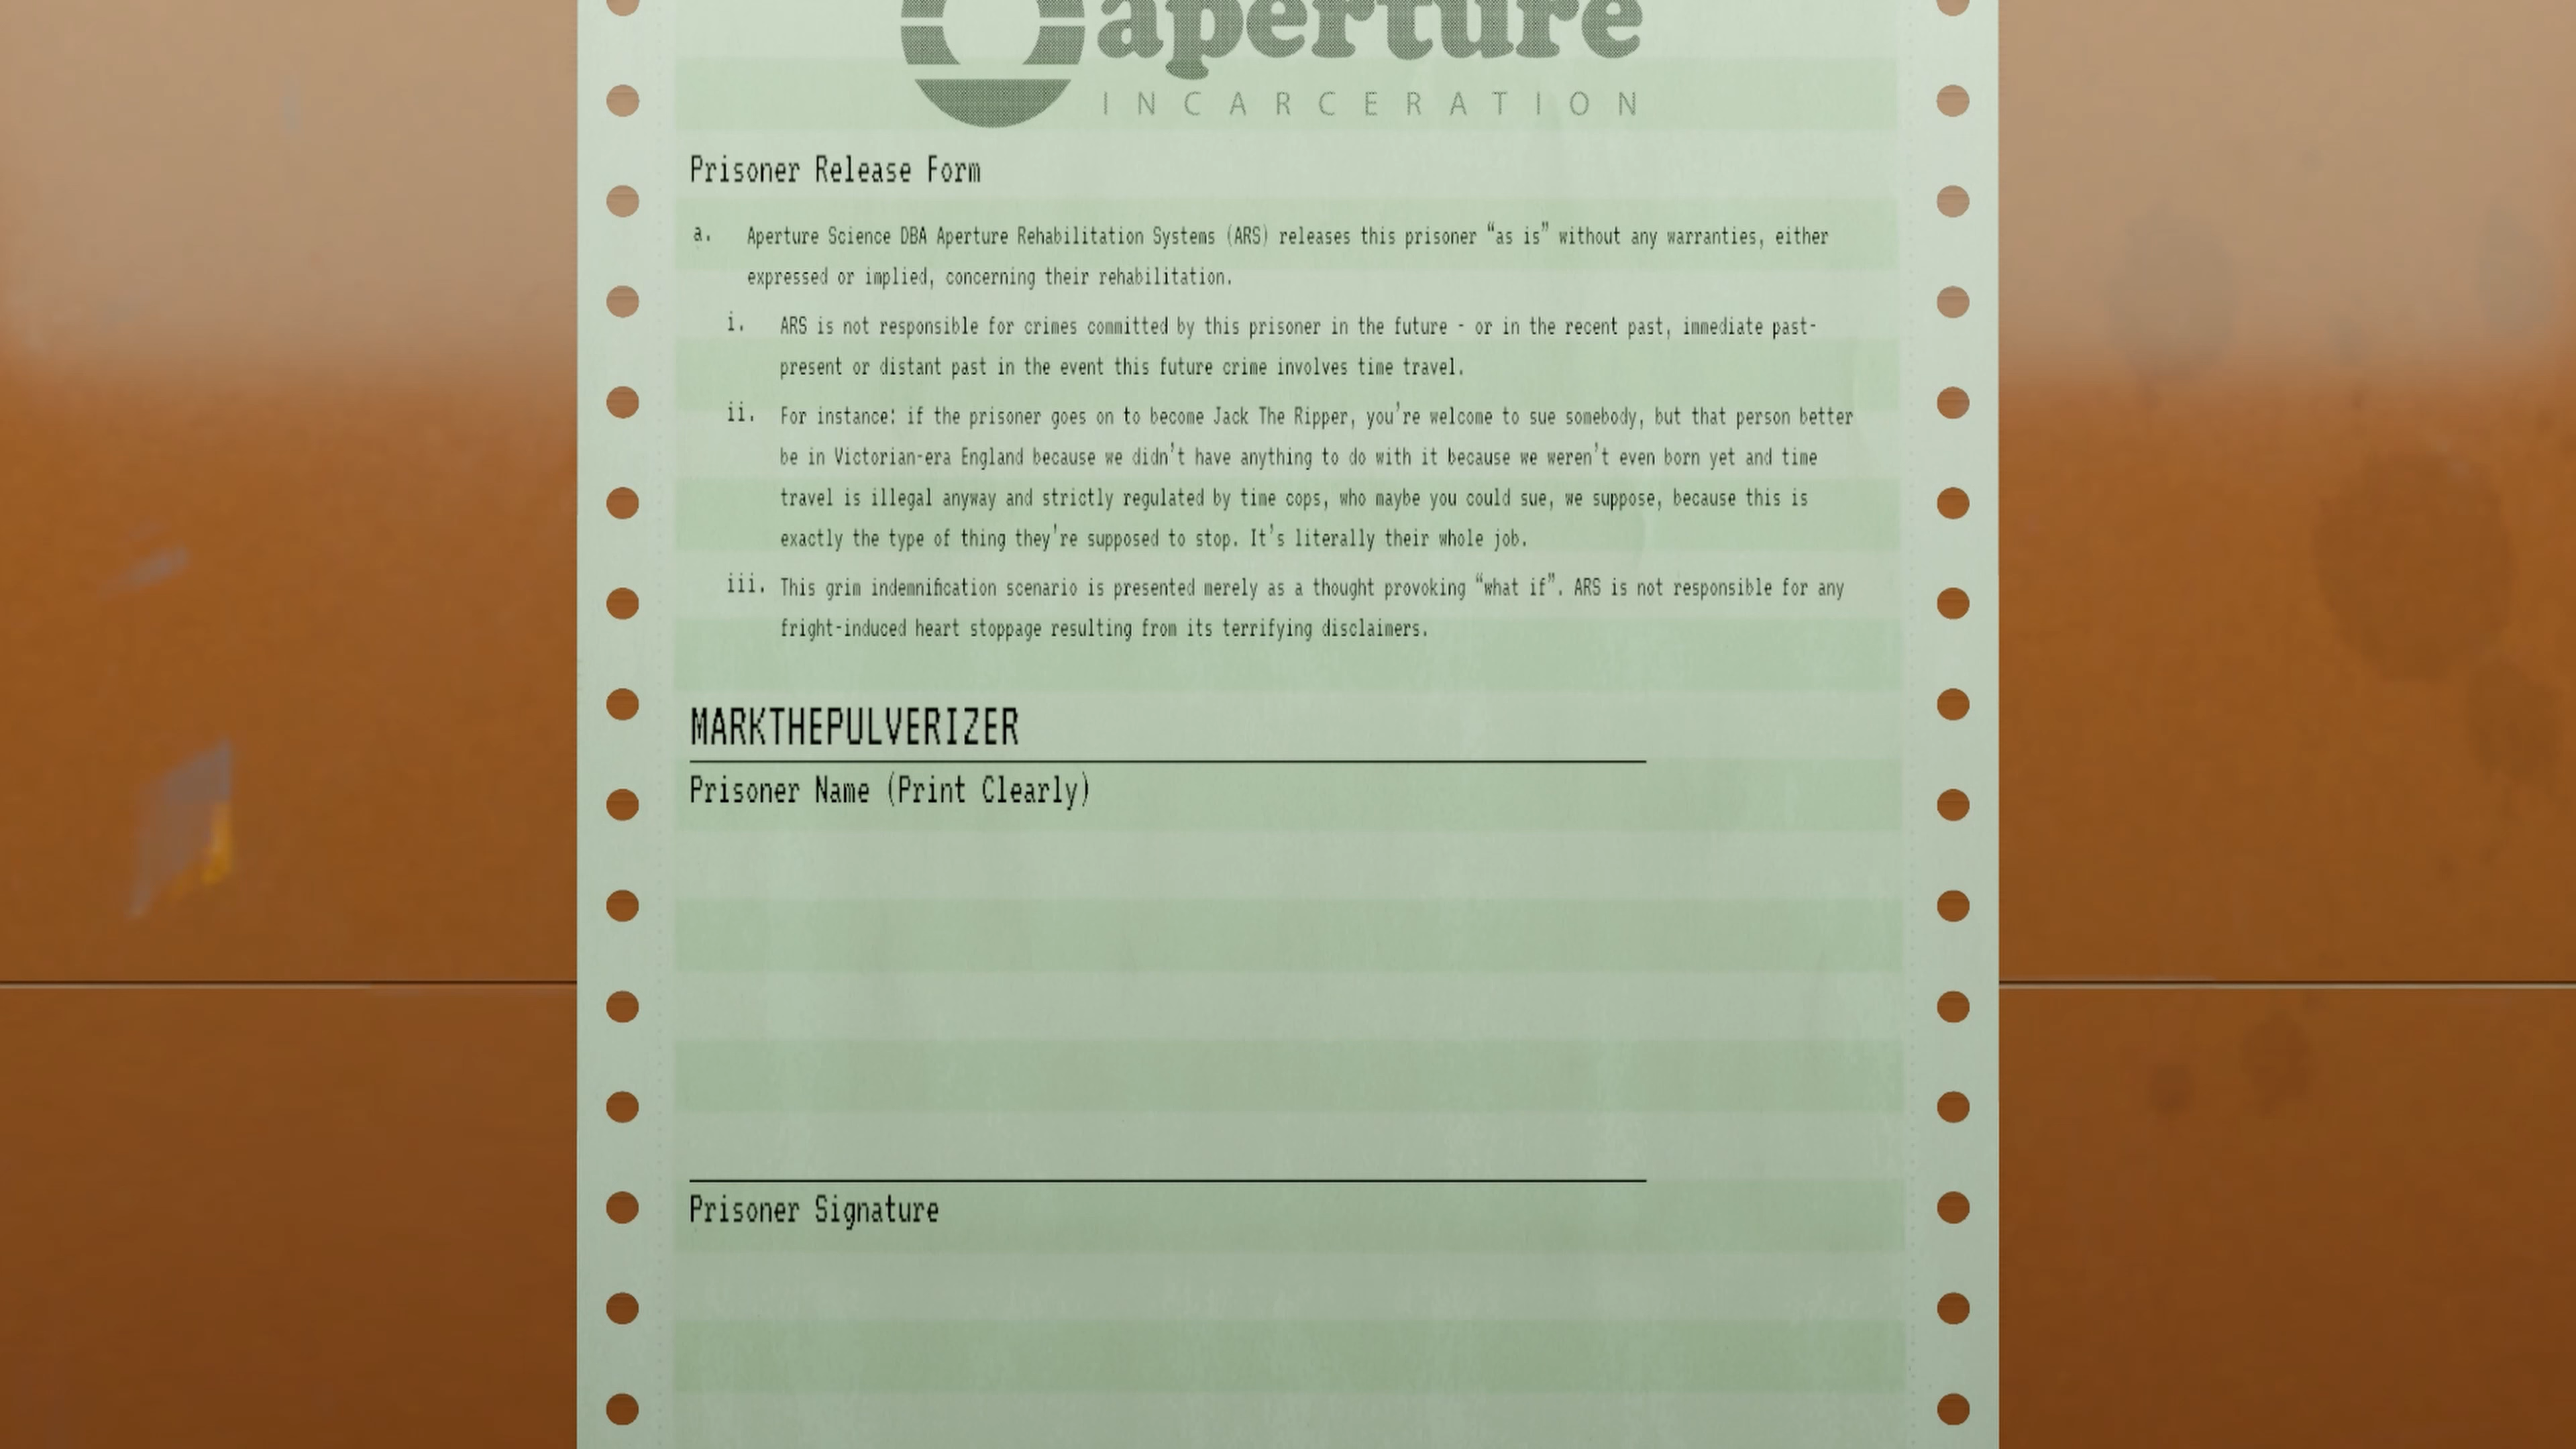 aperture
INCARCERATION
Prisoner Release Form
a. Aperture Science DBA Aperture Rehabilitation Systems (ARS) releases this prisoner “as is” without any warranties, either
expressed or implied, concerning their rehabilitation.
i. ARS is not responsible for crimes committed by this prisoner in the future - or in the recent past, immediate past-
present or distant past in the event this future crime involves time travel.
ii. For instance: if the prisoner goes on to become Jack The Ripper, you're welcome to sue somebody, but that person better
be in Victorian-era England because we didn't have anything to do with it because we weren't even born yet and time
travel is illegal anyway and strictly regulated by time cops, who maybe you could sue, we suppose, because this is
exactly the type of thing they're supposed to stop. It's literally their whole job.
iii. This grim indemnification scenario is presented merely as a thought provoking “what if”. ARS is not responsible for any
fright-induced heart stoppage resulting from its terrifying disclaimers.
MARKTHEPULVERIZER
Prisoner Name (Print Clearly)
Prisoner Signature